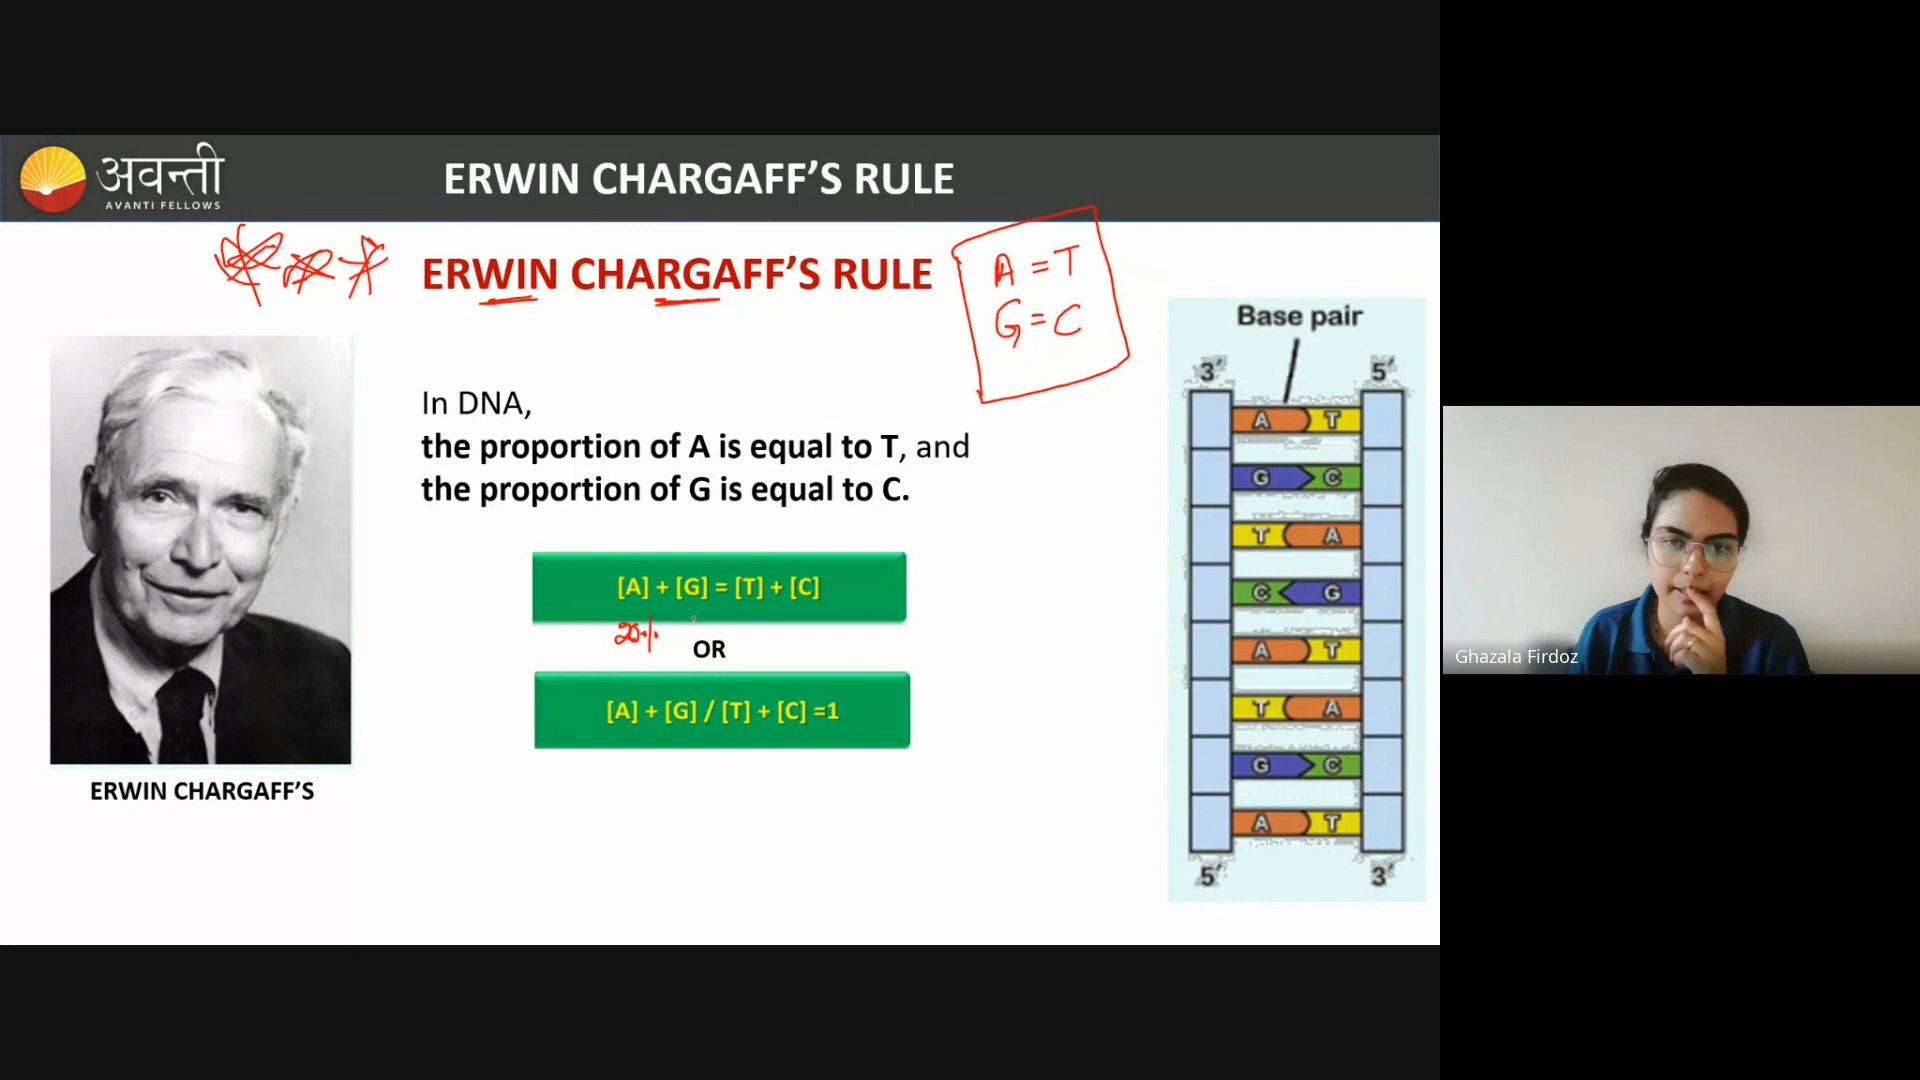 अवन्ती
AVANTI FELLOWS
ERWIN CHARGAFF'S RULE
ERWIN CHARGAFF'S RULE
A = T
G = C
In DNA,
the proportion of A is equal to T, and
the proportion of G is equal to C.
[A] + [G] = [T] + [C]
20%
OR
[A] + [G] / [T] + [C] =1
ERWIN CHARGAFF'S
Base pair
3′ 5′
A T
G C
T A
C G
A T
T A
G C
A T
5′ 3′
Ghazala Firdoz